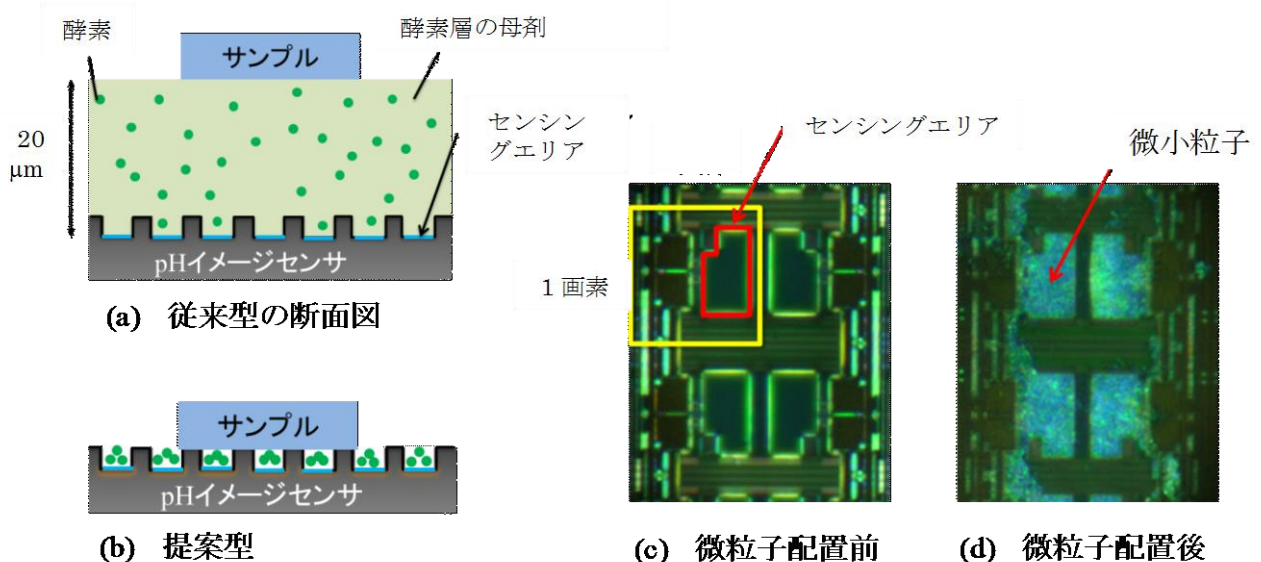 酵素
酵素層の母剤
サンプル
20
μm
センシン
グエリア
pHイメージセンサ
(a) 従来型の断面図
サンプル
pHイメージセンサ
(b) 提案型
センシングエリア
1画素
(c) 微粒子配置前
微小粒子
(d) 微粒子配置後